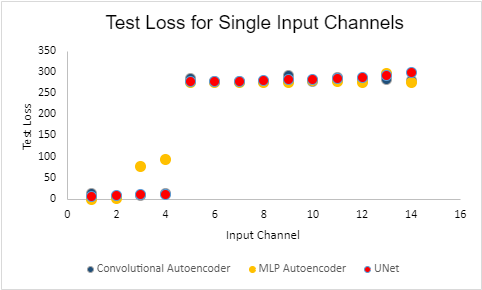 Test Loss for Single Input Channels
350
300
250
200
150
100
50
0
Test Loss
0 2 4 6 8 10 12 14 16
Input Channel
Convolutional Autoencoder MLP Autoencoder UNet